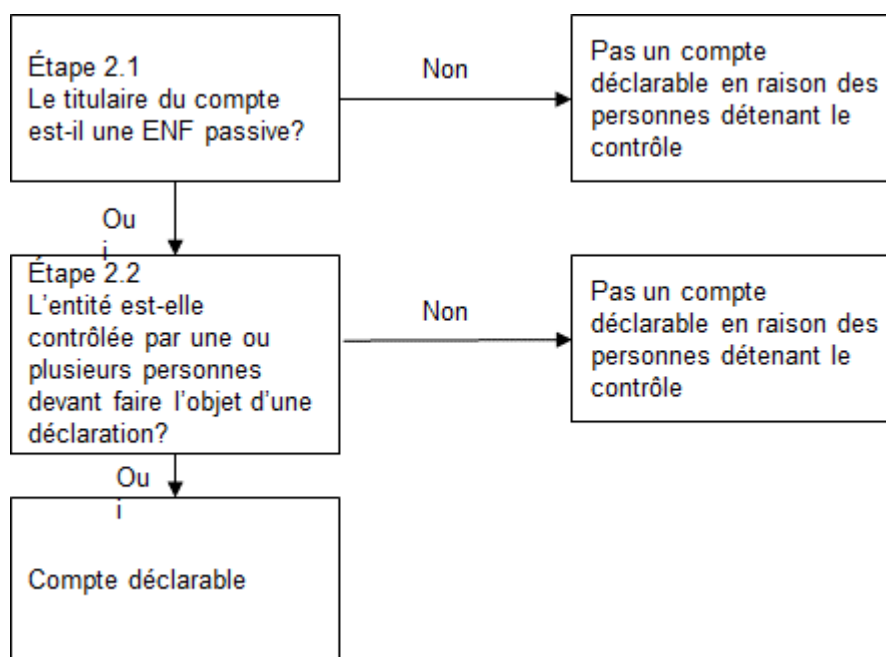 Étape 2.1
Le titulaire du compte
est-il une ENF passive?
Non
Pas un compte
déclarable en raison des
personnes détenant le
contrôle
Ou
i
Étape 2.2
L'entité est-elle
contrôlée par une ou
plusieurs personnes
devant faire l'objet d'une
déclaration?
Non
Pas un compte
déclarable en raison des
personnes détenant le
contrôle
Ou
i
Compte déclarable